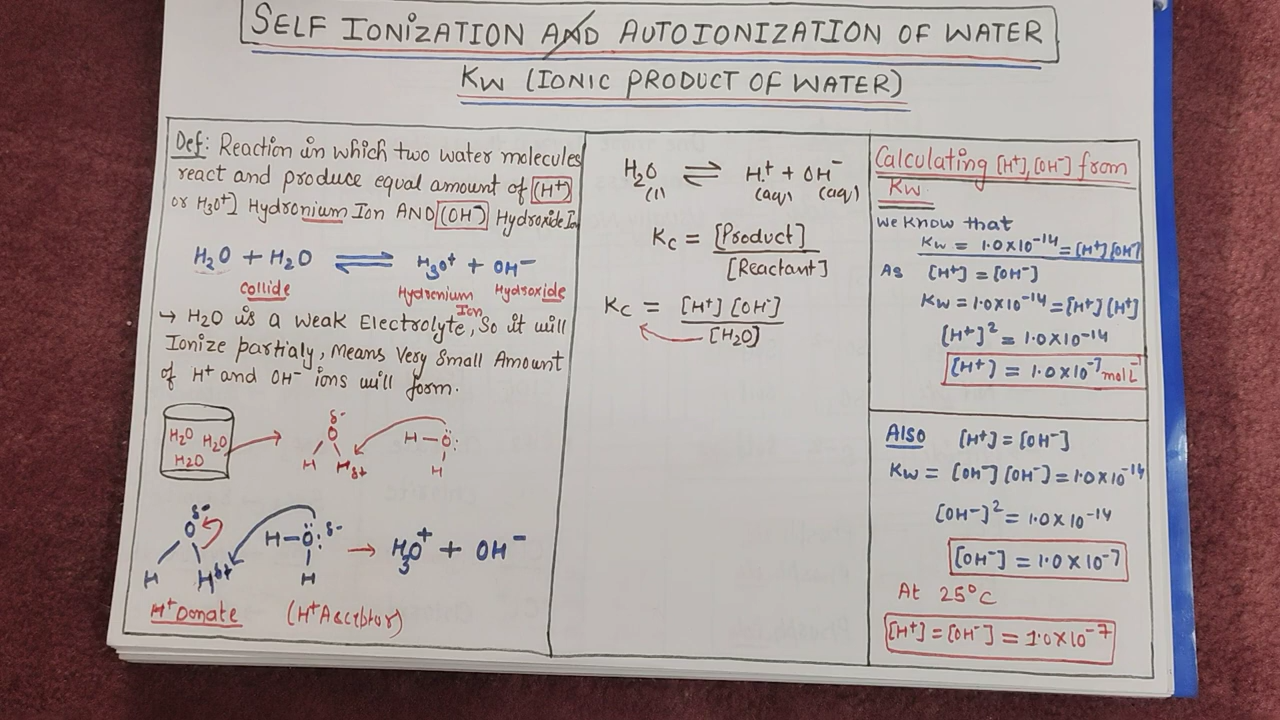 SELF IONIZATION AND AUTOIONIZATION OF WATER
KW (IONIC PRODUCT OF WATER)
Def: Reaction in which two water molecules
react and produce equal amount of (H⁺)
or H₃O⁺] Hydronium Ion AND (OH⁻) Hydroxide Ion
H₂O + H₂O ⇌ H₃O⁺ + OH⁻
collide Hydronium Ion Hydroxide
→ H₂O is a Weak Electrolyte, So it will
Ionize partialy, Means Very Small Amount
of H⁺ and OH⁻ ions will form.
H₂O H₂O
H₂O
δ⁻
O
H H δ+
H—O:
H
δ⁻
O
H H δ+
H—O: δ⁻
H
→ H₃O⁺ + OH⁻
H⁺ Donate (H⁺ Acceptor)
H₂O ⇌ H⁺ + OH⁻
(l) (aq) (aq)
Kc = [Product]
[Reactant]
Kc = [H⁺] [OH⁻]
[H₂O]
Calculating [H⁺], [OH⁻] from
KW
we know that
Kw = 1.0×10⁻¹⁴ = [H⁺] [OH⁻]
As [H⁺] = [OH⁻]
Kw = 1.0×10⁻¹⁴ = [H⁺] [H⁺]
[H⁺]² = 1.0×10⁻¹⁴
[H⁺) = 1.0×10⁻⁷ mol L⁻¹
Also [H⁺] = [OH⁻]
Kw = [OH⁻] [OH⁻] = 1.0×10⁻¹⁴
[OH⁻]² = 1.0×10⁻¹⁴
[OH⁻] = 1.0×10⁻⁷
At 25°C
[H⁺] = [OH⁻] = 1.0×10⁻⁷